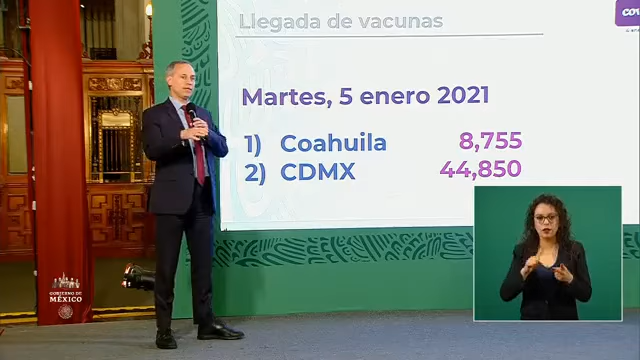 Llegada de vacunas
Martes, 5 enero 2021
1) Coahuila 8,755
2) CDMX 44,850
GOBIERNO DE
MÉXICO